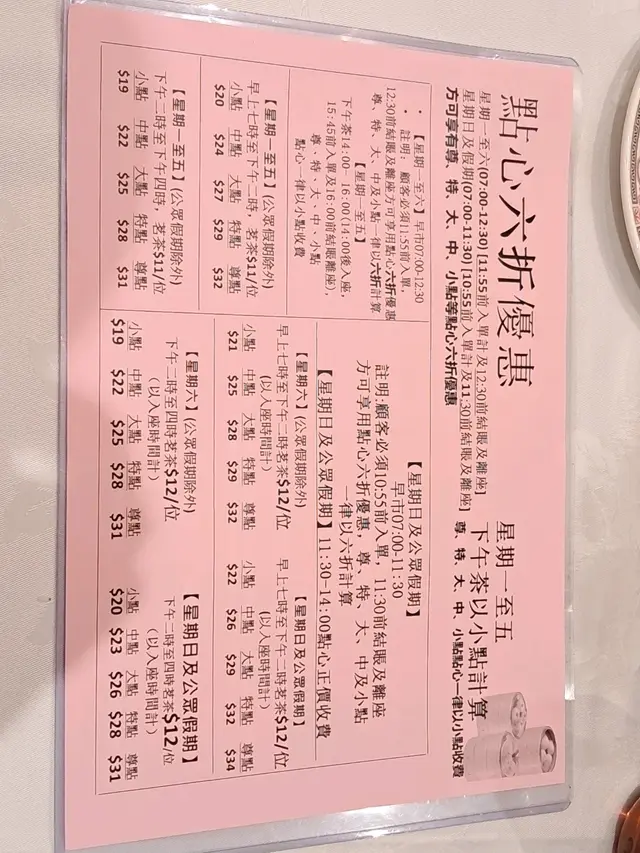 點心六折優惠
星期一至六(07:00-12:30)[11:55前入單計及12:30前結賬及離座]
星期日及假期(07:00-11:30)[10:55前入單計及11:30前結賬及離座]
方可享有尊、特、大、中、小點等點心六折優惠
星期一至五
下午茶以小點計算
尊、特、大、中、小點點心一律以小點收費
【星期一至六】早市07:00-12:30
註明: 顧客必須11:55前入單,
12:30前結賬及離座方可享用點心六折優惠
尊、特、大、中及小點一律以六折計算
【星期一至五】
下午茶14:00-16:00(14:00後入座,
15:45前入單及16:00前結賬離座),
尊、特、大、中、小點
點心一律以小點收費
【星期日及公眾假期】
早市07:00-11:30
註明:顧客必須10:55前入單, 11:30前結賬及離座
方可享用點心六折優惠, 尊、特、大、中及小點
一律以六折計算
【星期日及公眾假期】11:30-14:00點心正價收費
【星期一至五】(公眾假期除外)
早上七時至下午二時, 茗茶$11/位
小點 中點 大點 特點 尊點
$20 $24 $27 $29 $32
【星期六】(公眾假期除外)
早上七時至下午二時茗茶$12/位
(以入座時間計)
小點 中點 大點 特點 尊點
$21 $25 $28 $29 $32
【星期日及公眾假期】
早上七時至下午二時茗茶$12/位
(以入座時間計)
小點 中點 大點 特點 尊點
$22 $26 $29 $32 $34
【星期一至五】(公眾假期除外)
下午二時至下午四時, 茗茶$11/位
小點 中點 大點 特點 尊點
$19 $22 $25 $28 $31
【星期六】(公眾假期除外)
下午二時至四時茗茶$12/位
(以入座時間計)
小點 中點 大點 特點 尊點
$19 $22 $25 $28 $31
【星期日及公眾假期】
下午二時至四時茗茶$12/位
(以入座時間計)
小點 中點 大點 特點 尊點
$20 $23 $26 $28 $31